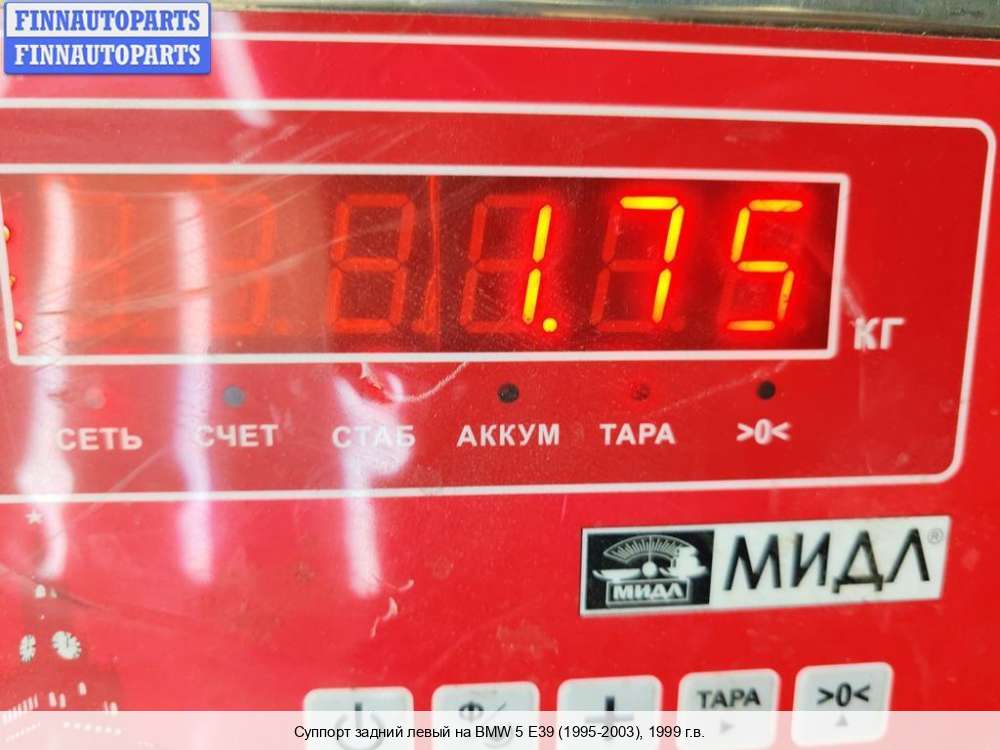 FINNAUTOPARTS
FINNAUTOPARTS
1.75
КГ
СЕТЬ СЧЕТ СТАБ АККУМ ТАРА >0<
МИДЛ МИДЛ®
ТАРА >0<
Суппорт задний левый на BMW 5 E39 (1995-2003), 1999 г.в.